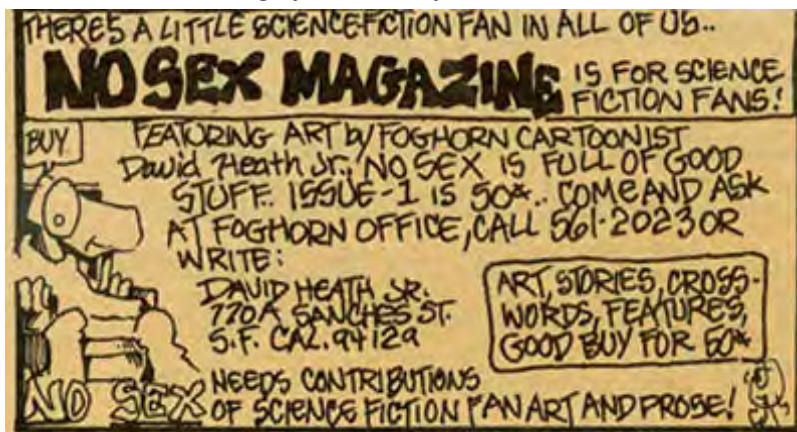 THERE'S A LITTLE SCIENCE-FICTION FAN IN ALL OF US..
NO SEX MAGAZINE IS FOR SCIENCE
FICTION FANS!
BUY
FEATURING ART by FOGHORN CARTOONIST
David Heath Jr., NO SEX IS FULL OF GOOD
STUFF.. ISSUE-1 IS 50¢.. COME AND ASK
AT FOGHORN OFFICE, CALL 561-2023 OR
WRITE:
DAVID HEATH JR.
770A SANCHES ST.
S.F. CAL. 94129
ART, STORIES, CROSS-
WORDS, FEATURES,
GOOD BUY FOR 50¢
NO SEX NEEDS CONTRIBUTIONS
OF SCIENCE FICTION FAN ART AND PROSE!